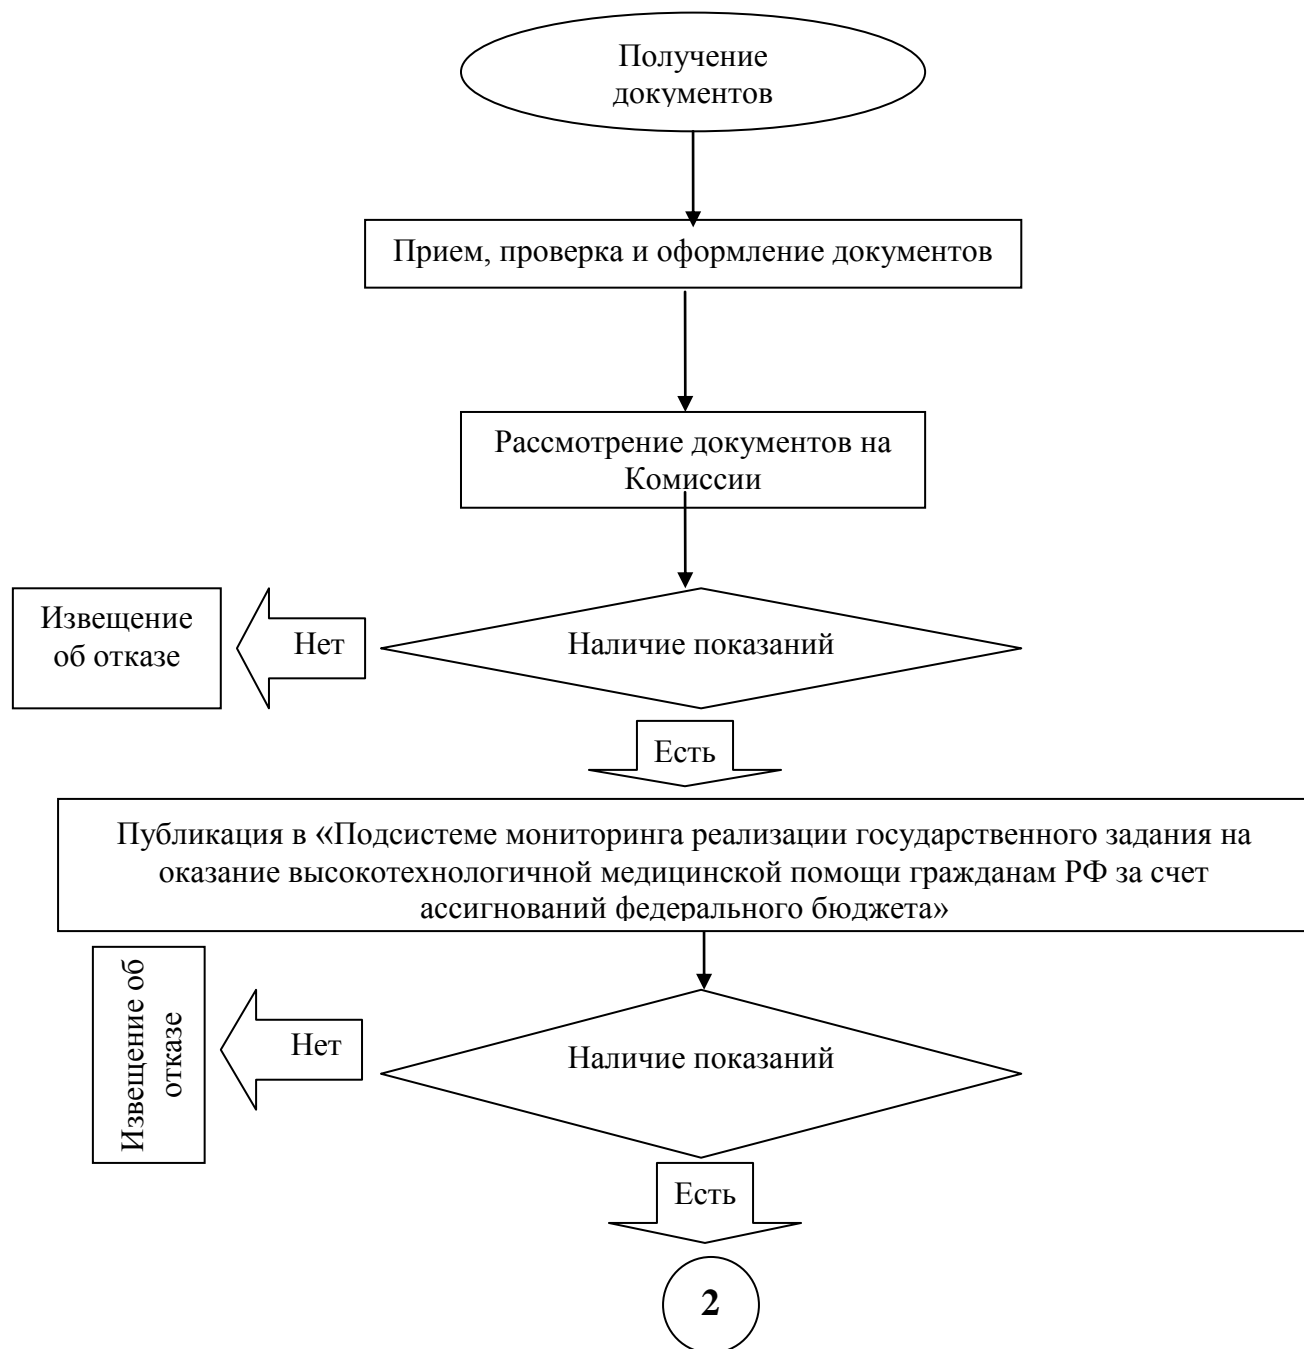 Получение
документов
Прием, проверка и оформление документов
Рассмотрение документов на
Комиссии
Извещение
об отказе
Нет
Наличие показаний
Есть
Публикация в «Подсистеме мониторинга реализации государственного задания на
оказание высокотехнологичной медицинской помощи гражданам РФ за счет
ассигнований федерального бюджета»
Извещение об
отказе
Нет
Наличие показаний
Есть
2